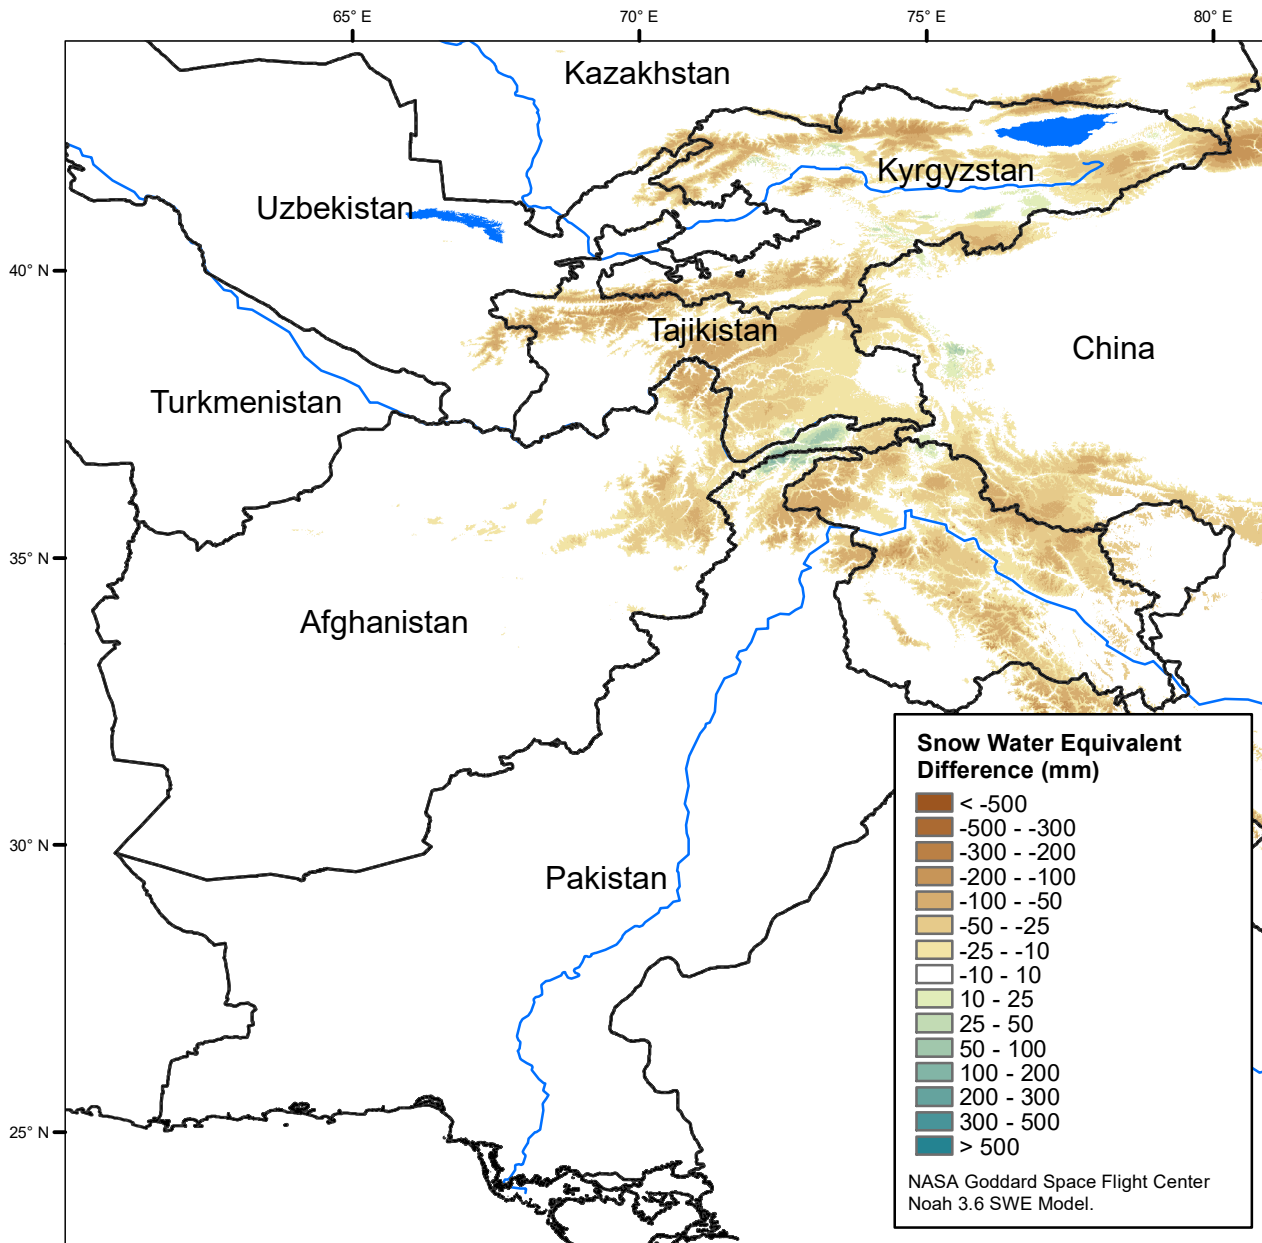 65° E
70° E
75° E
80° E
Kazakhstan
Kyrgyzstan
Uzbekistan
40° N
Tajikistan
China
Turkmenistan
35° N
Afghanistan
30° N
Pakistan
25° N
Snow Water Equivalent
Difference (mm)
< -500
-500 - -300
-300 - -200
-200 - -100
-100 - -50
-50 - -25
-25 - -10
-10 - 10
10 - 25
25 - 50
50 - 100
100 - 200
200 - 300
300 - 500
> 500
NASA Goddard Space Flight Center
Noah 3.6 SWE Model.